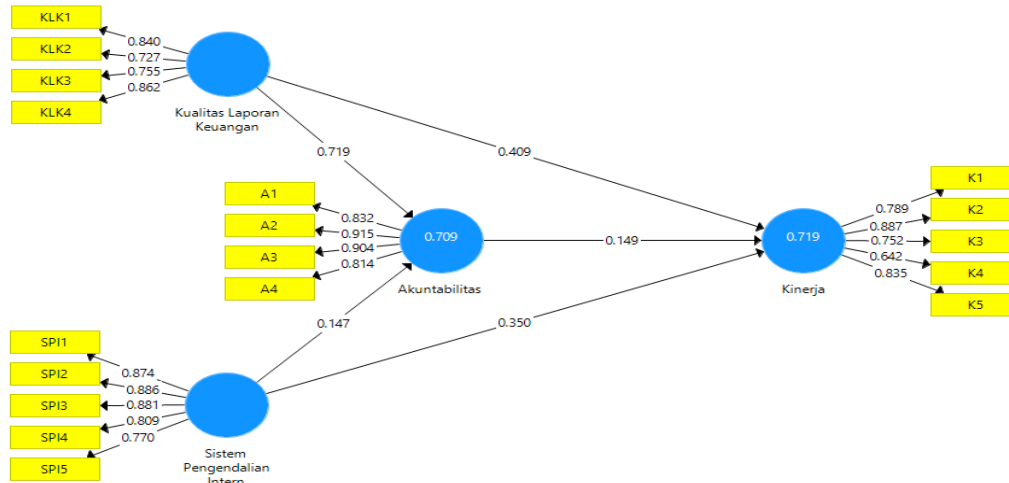 KLK1
KLK2
KLK3
KLK4
0.840
0.727
0.755
0.862
Kualitas Laporan
Keuangan
0.719
0.409
A1
A2
A3
A4
0.832
0.915
0.904
0.814
0.709
Akuntabilitas
0.149
0.719
Kinerja
0.789
0.887
0.752
0.642
0.835
K1
K2
K3
K4
K5
0.147
0.350
SPI1
SPI2
SPI3
SPI4
SPI5
0.874
0.886
0.881
0.809
0.770
Sistem
Pengendalian
Intern